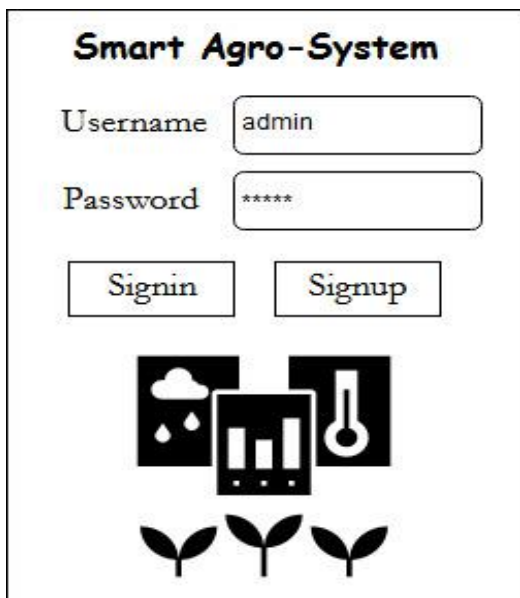 Smart Agro-System
Username admin
Password *****
Signin Signup